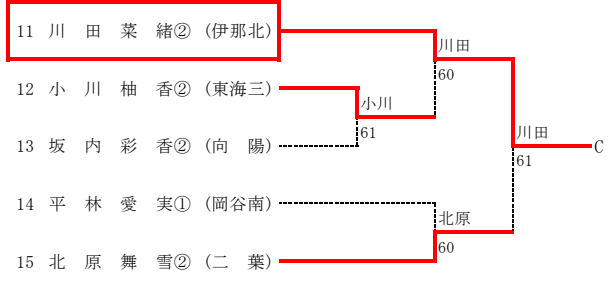 11 川 田 菜 緒② (伊那北)
川田
60
12 小 川 柚 香② (東海三)
小川
61
13 坂 内 彩 香② (向 陽)
川田
61
C
14 平 林 愛 実① (岡谷南)
北原
60
15 北 原 舞 雪② (二 葉)